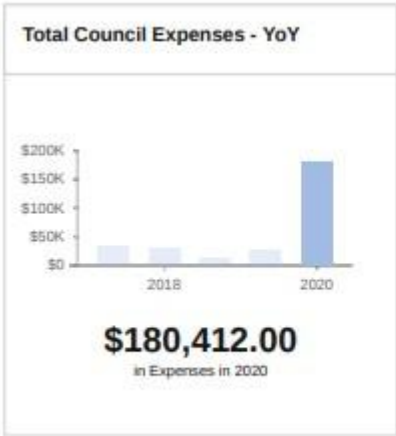 Total Council Expenses - YoY
$200K
$150K
$100K
$50K
$0
2018 2020
$180,412.00
in Expenses in 2020